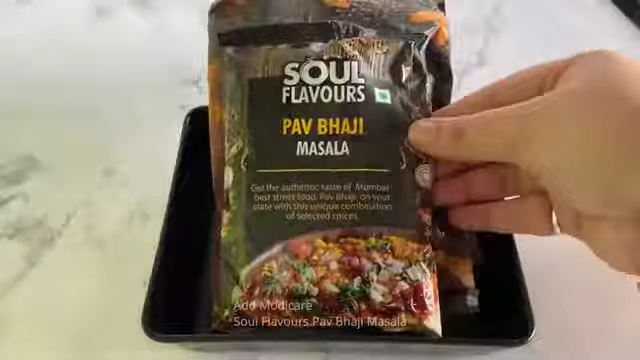 SOUL
FLAVOURS
PAV BHAJI
MASALA
Get the authentic taste of Mumbai
best street food, Pav Bhaji, on your
plate with this unique combination
of selected spices.
Add Modicare
Soul Flavours Pav Bhaji Masala